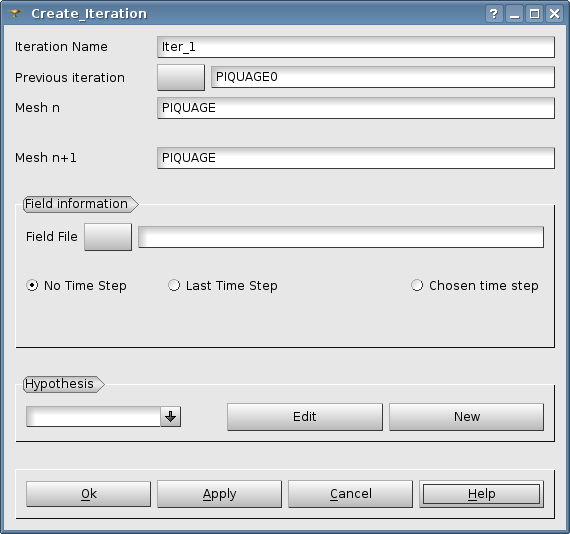 Create_Iteration
Iteration Name Iter_1
Previous iteration PIQUAGE0
Mesh n PIQUAGE
Mesh n+1 PIQUAGE
Field information
Field File
No Time Step Last Time Step Chosen time step
Hypothesis
Edit New
Ok Apply Cancel Help